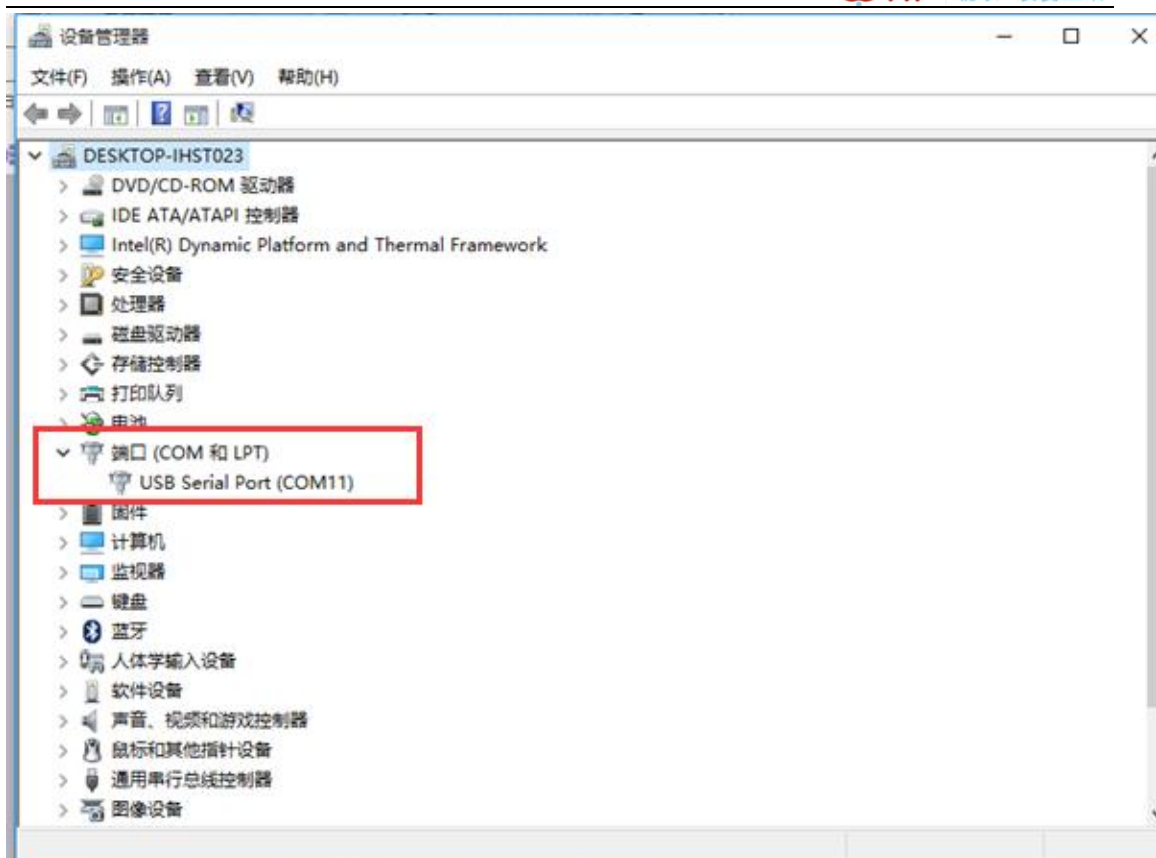 设备管理器
文件(F) 操作(A) 查看(V) 帮助(H)
DESKTOP-IHST023
DVD/CD-ROM 驱动器
IDE ATA/ATAPI 控制器
Intel(R) Dynamic Platform and Thermal Framework
安全设备
处理器
磁盘驱动器
存储控制器
打印队列
电池
端口 (COM 和 LPT)
USB Serial Port (COM11)
固件
计算机
监视器
键盘
蓝牙
人体学输入设备
软件设备
声音、视频和游戏控制器
鼠标和其他指针设备
通用串行总线控制器
图像设备